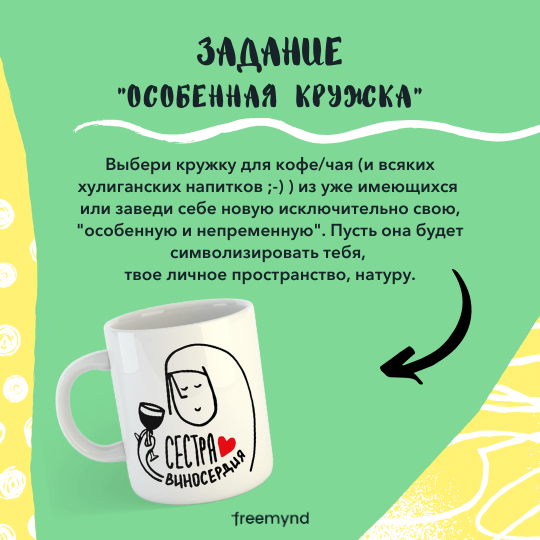 ЗАДАНИЕ
"ОСОБЕННАЯ КРУЖКА"
Выбери кружку для кофе/чая (и всяких
хулиганских напитков ;-) ) из уже имеющихся
или заведи себе новую исключительно свою,
"особенную и непременную". Пусть она будет
символизировать тебя,
твое личное пространство, натуру.
СЕСТРА
ВИНОСЕРДИЯ
freemynd